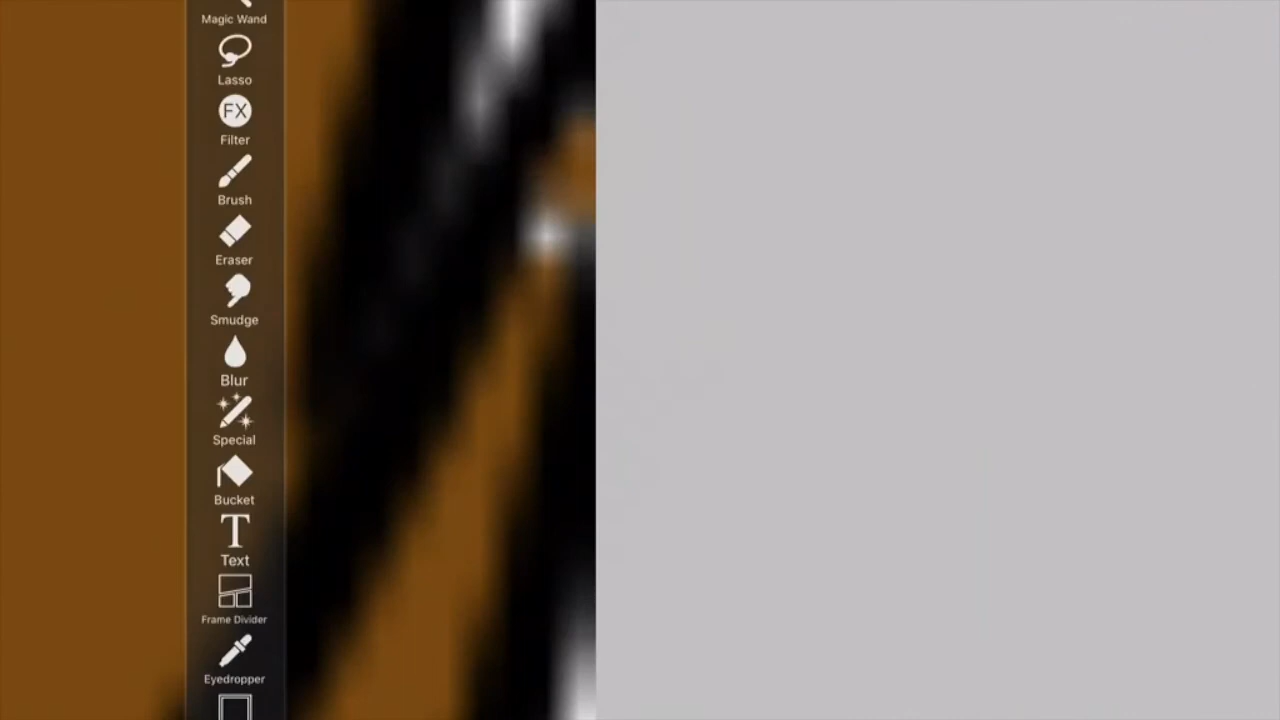 Magic Wand
Lasso
FX
Filter
Brush
Eraser
Smudge
Blur
Special
Bucket
T
Text
Frame Divider
Eyedropper